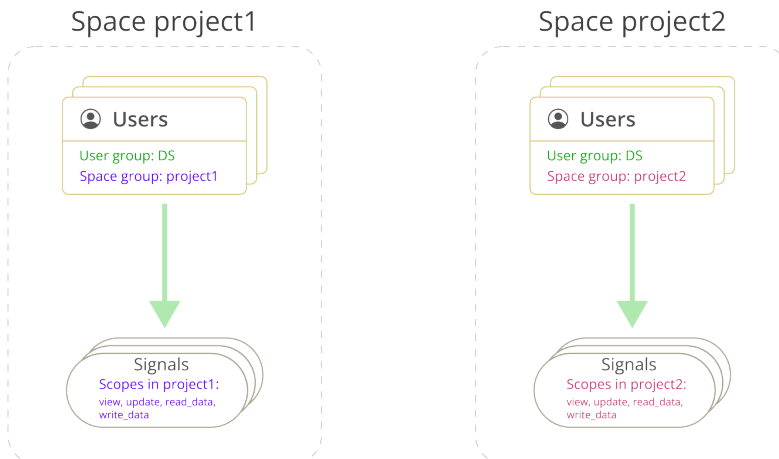 Space project1
Users
User group: DS
Space group: project1
Signals
Scopes in project1:
view, update, read_data,
write_data
Space project2
Users
User group: DS
Space group: project2
Signals
Scopes in project2:
view, update, read_data,
write_data